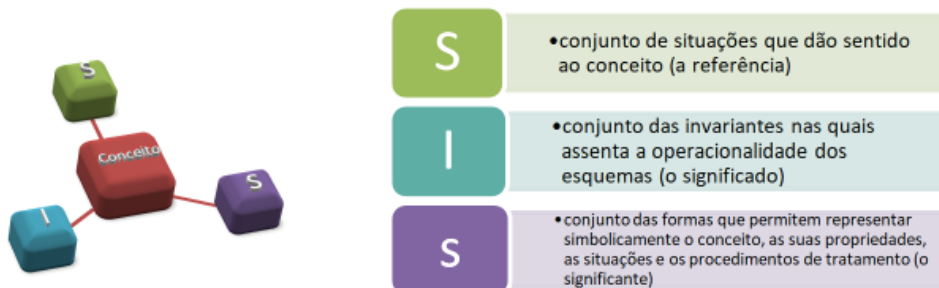 S
Conceito
S
I
S
•conjunto de situações que dão sentido
ao conceito (a referência)
I
•conjunto das invariantes nas quais
assenta a operacionalidade dos
esquemas (o significado)
s
•conjunto das formas que permitem representar
simbolicamente o conceito, as suas propriedades,
as situações e os procedimentos de tratamento (o
significante)